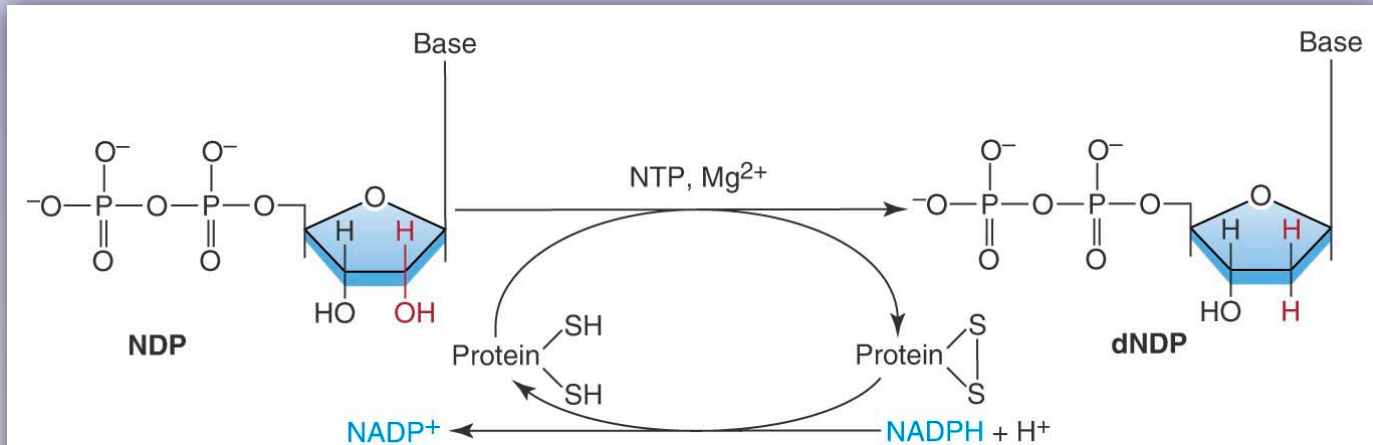 Base
Base
O⁻ O⁻ O⁻ O⁻
NTP, Mg²⁺
⁻O—P—O—P—O O ⁻O—P—O—P—O O
H H H H
O O O O
HO OH HO H
NDP dNDP
SH S
Protein Protein
SH S
NADP⁺ NADPH + H⁺